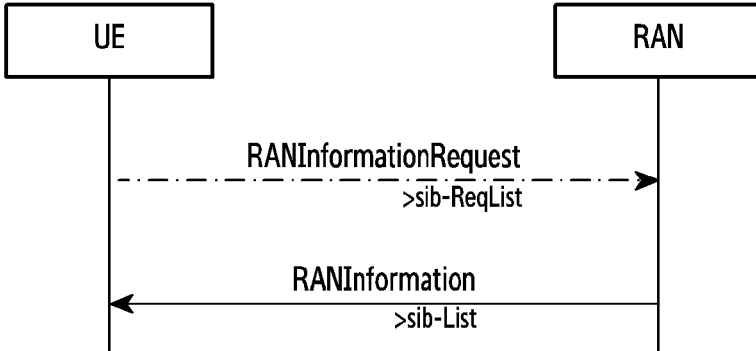 UE
RAN
RANInformationRequest
>sib-ReqList
RANInformation
>sib-List